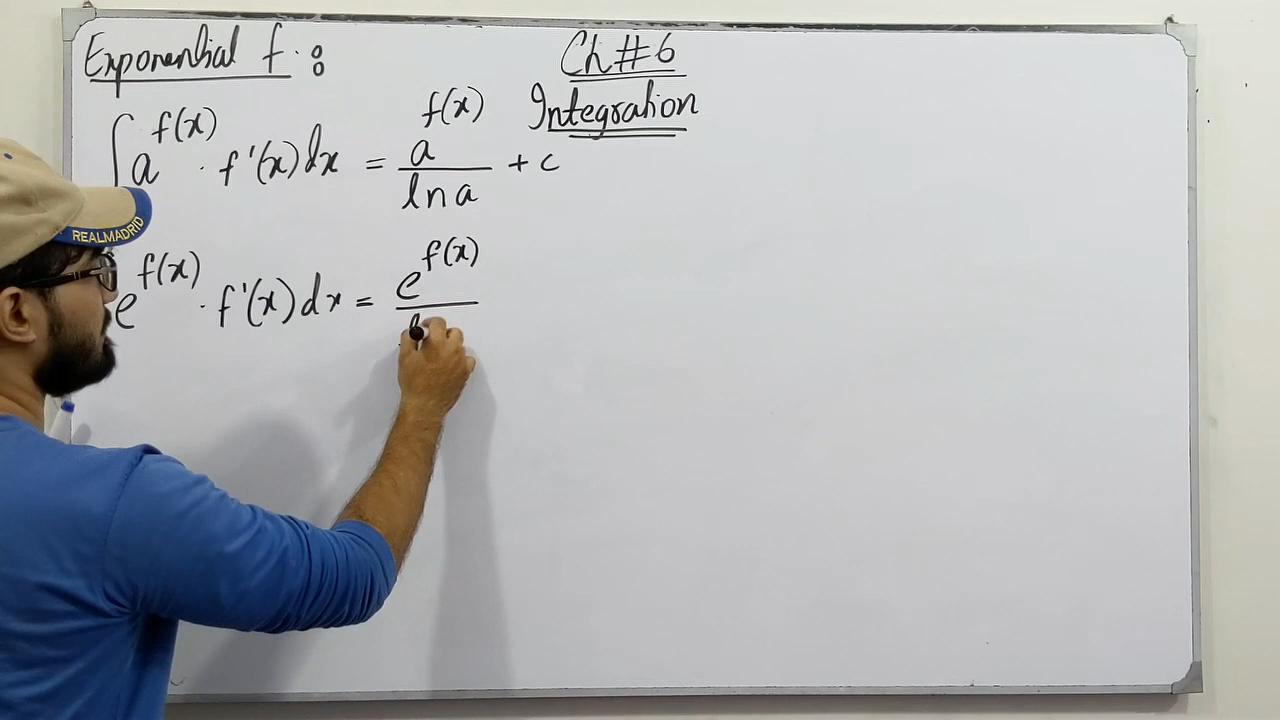 Exponential f. :
Ch#6
Integration
∫ a^f(x) · f'(x) dx = a^f(x) / ln a + c
e^f(x) · f'(x) dx = e^f(x) / l
REALMADRID